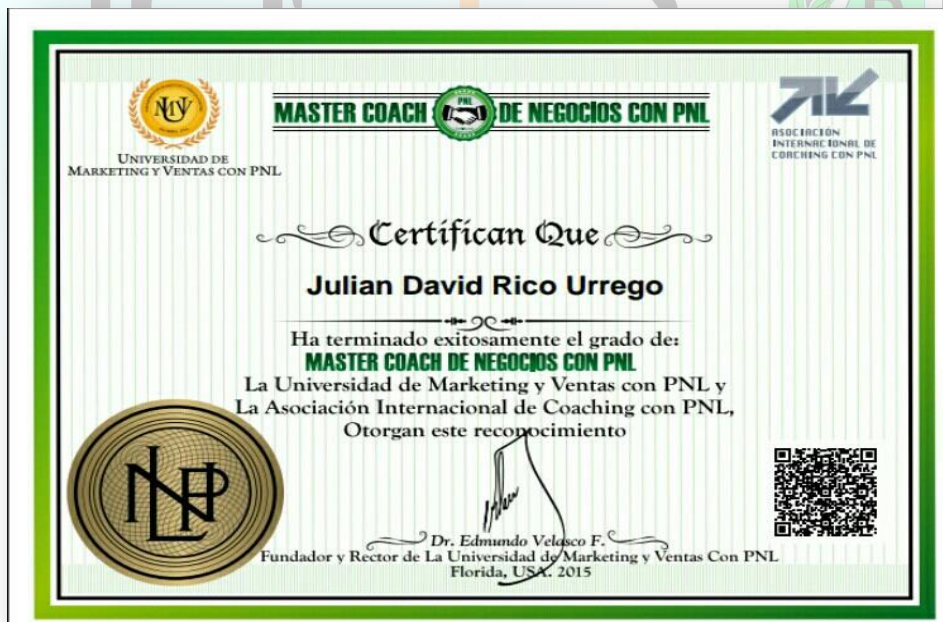 UNIVERSIDAD DE
MARKETING Y VENTAS CON PNL
MASTER COACH PNL DE NEGOCIOS CON PNL
ASOCIACIÓN
INTERNACIONAL DE
COACHING CON PNL
Certifican Que
Julian David Rico Urrego
Ha terminado exitosamente el grado de:
MASTER COACH DE NEGOCIOS CON PNL
La Universidad de Marketing y Ventas con PNL y
La Asociación Internacional de Coaching con PNL,
Otorgan este reconocimiento
NLP
Dr. Edmundo Velasco F.
Fundador y Rector de La Universidad de Marketing y Ventas Con PNL
Florida, USA. 2015